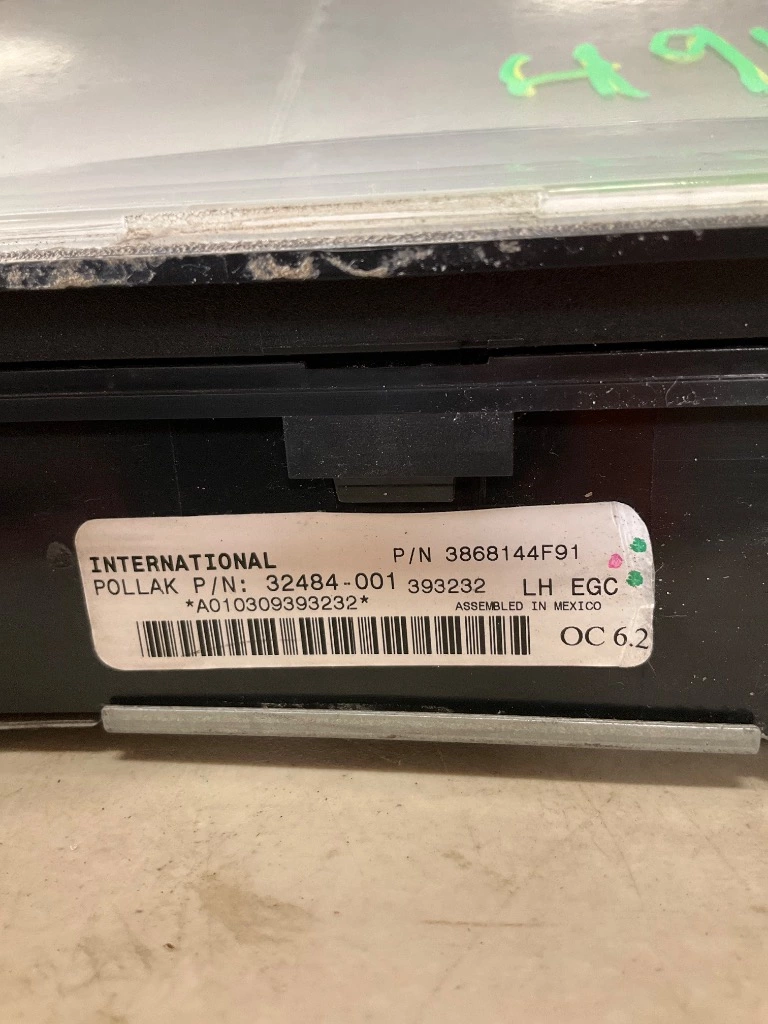 INTERNATIONAL P/N 3868144F91
POLLAK P/N: 32484-001 393232 LH EGC
*A010309393232* ASSEMBLED IN MEXICO
OC 6.2